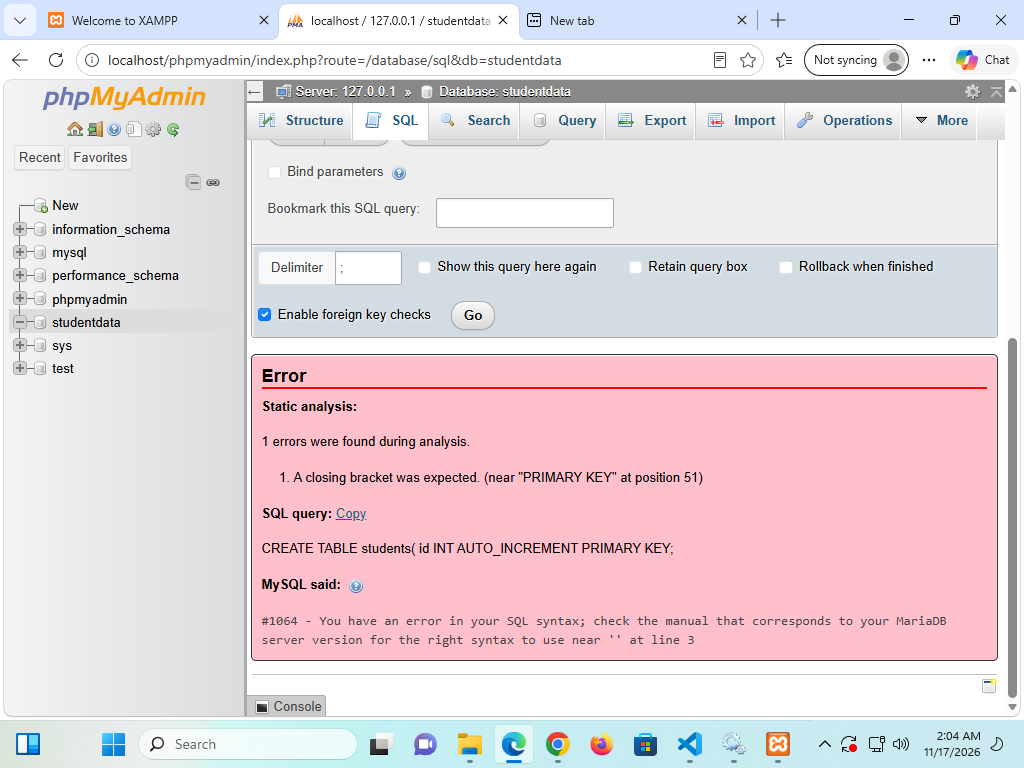 Welcome to XAMPP
localhost / 127.0.0.1 / studentdata
New tab
localhost/phpmyadmin/index.php?route=/database/sql&db=studentdata
Not syncing
Chat
phpMyAdmin
Recent
Favorites
New
information_schema
mysql
performance_schema
phpmyadmin
studentdata
sys
test
Server: 127.0.0.1 » Database: studentdata
Structure
SQL
Search
Query
Export
Import
Operations
More
Bind parameters
Bookmark this SQL query:
Delimiter
;
Show this query here again
Retain query box
Rollback when finished
Enable foreign key checks
Go
Error
Static analysis:
1 errors were found during analysis.
1. A closing bracket was expected. (near "PRIMARY KEY" at position 51)
SQL query: Copy
CREATE TABLE students( id INT AUTO_INCREMENT PRIMARY KEY;
MySQL said:
#1064 - You have an error in your SQL syntax; check the manual that corresponds to your MariaDB
server version for the right syntax to use near '' at line 3
Console
Search
2:04 AM
11/17/2026